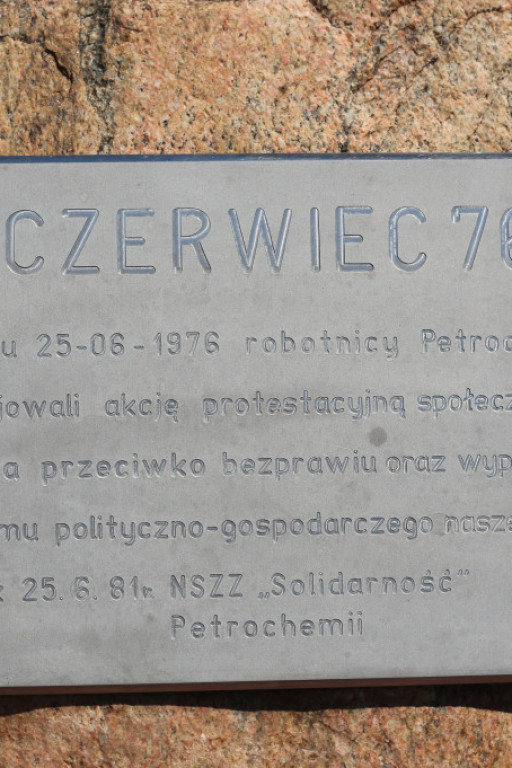 CZERWIEC 76
u 25-06-1976 robotnicy Petroc
jowali akcję protestacyjną społecz
a przeciwko bezprawiu oraz wyp
mu polityczno-gospodarczego nasze
k 25.6.81r. NSZZ „Solidarność”
Petrochemii